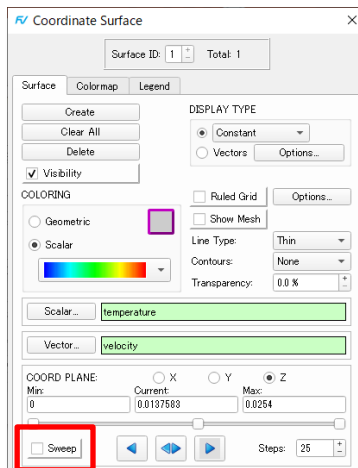 FV Coordinate Surface
Surface ID: 1 Total: 1
Surface Colormap Legend
Create
Clear All
Delete
Visibility
DISPLAY TYPE
Constant
Vectors Options...
COLORING
Geometric
Scalar
Ruled Grid Options...
Show Mesh
Line Type: Thin
Contours: None
Transparency: 0.0 %
Scalar... temperature
Vector... velocity
COORD PLANE: X Y Z
Min: Current: Max:
0 0.0137583 0.0254
Sweep Steps: 25